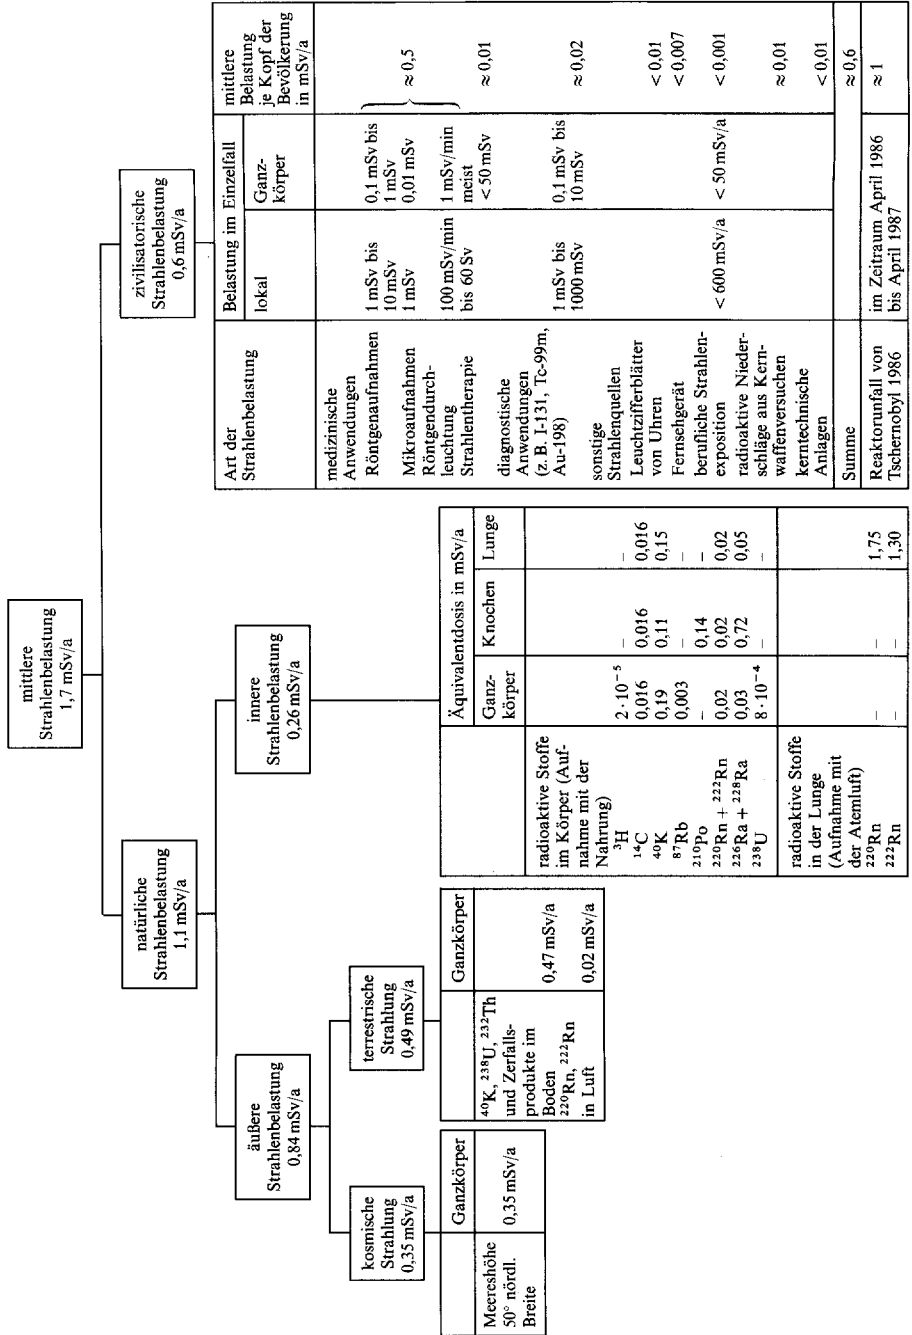 mittlere
Strahlenbelastung
1,7 mSv/a
natürliche
Strahlenbelastung
1,1 mSv/a
zivilisatorische
Strahlenbelastung
0,6 mSv/a
äußere
Strahlenbelastung
0,84 mSv/a
innere
Strahlenbelastung
0,26 mSv/a
kosmische
Strahlung
0,35 mSv/a
terrestrische
Strahlung
0,49 mSv/a
Ganzkörper
Meereshöhe
50° nördl. 0,35 mSv/a
Breite
Ganzkörper
⁴⁰K, ²³⁸U, ²³²Th
und Zerfalls-
produkte im
Boden 0,47 mSv/a
²²⁰Rn, ²²²Rn
in Luft 0,02 mSv/a
Äquivalentdosis in mSv/a
Ganz-
körper Knochen Lunge
radioaktive Stoffe
im Körper (Auf-
nahme mit der
Nahrung)
³H 2 · 10⁻⁵ – –
¹⁴C 0,016 0,016 0,016
⁴⁰K 0,19 0,11 0,15
⁸⁷Rb 0,003 – –
²¹⁰Po – 0,14 –
²²⁰Rn + ²²²Rn 0,02 0,02 0,02
²²⁶Ra + ²²⁸Ra 0,03 0,72 0,05
²³⁸U 8 · 10⁻⁴ – –
radioaktive Stoffe
in der Lunge
(Aufnahme mit
der Atemluft)
²²⁰Rn – – 1,75
²²²Rn – – 1,30
Art der
Strahlenbelastung
Belastung im Einzelfall
lokal
Ganz-
körper
mittlere
Belastung
je Kopf der
Bevölkerung
in mSv/a
medizinische
Anwendungen
Röntgenaufnahmen 1 mSv bis 0,1 mSv bis
10 mSv 1 mSv
Mikroaufnahmen 1 mSv 0,01 mSv ≈ 0,5
Röntgendurch-
leuchtung 100 mSv/min 1 mSv/min
Strahlentherapie bis 60 Sv meist ≈ 0,01
< 50 mSv
diagnostische
Anwendungen
(z. B. I-131, Tc-99m, 1 mSv bis 0,1 mSv bis ≈ 0,02
Au-198) 1000 mSv 10 mSv
sonstige
Strahlenquellen
Leuchtzifferblätter
von Uhren < 0,01
Fernsehgerät < 0,007
berufliche Strahlen-
exposition < 600 mSv/a < 50 mSv/a < 0,001
radioaktive Nieder-
schläge aus Kern-
waffenversuchen ≈ 0,01
kerntechnische
Anlagen < 0,01
Summe ≈ 0,6
Reaktorunfall von im Zeitraum April 1986 ≈ 1
Tschernobyl 1986 bis April 1987